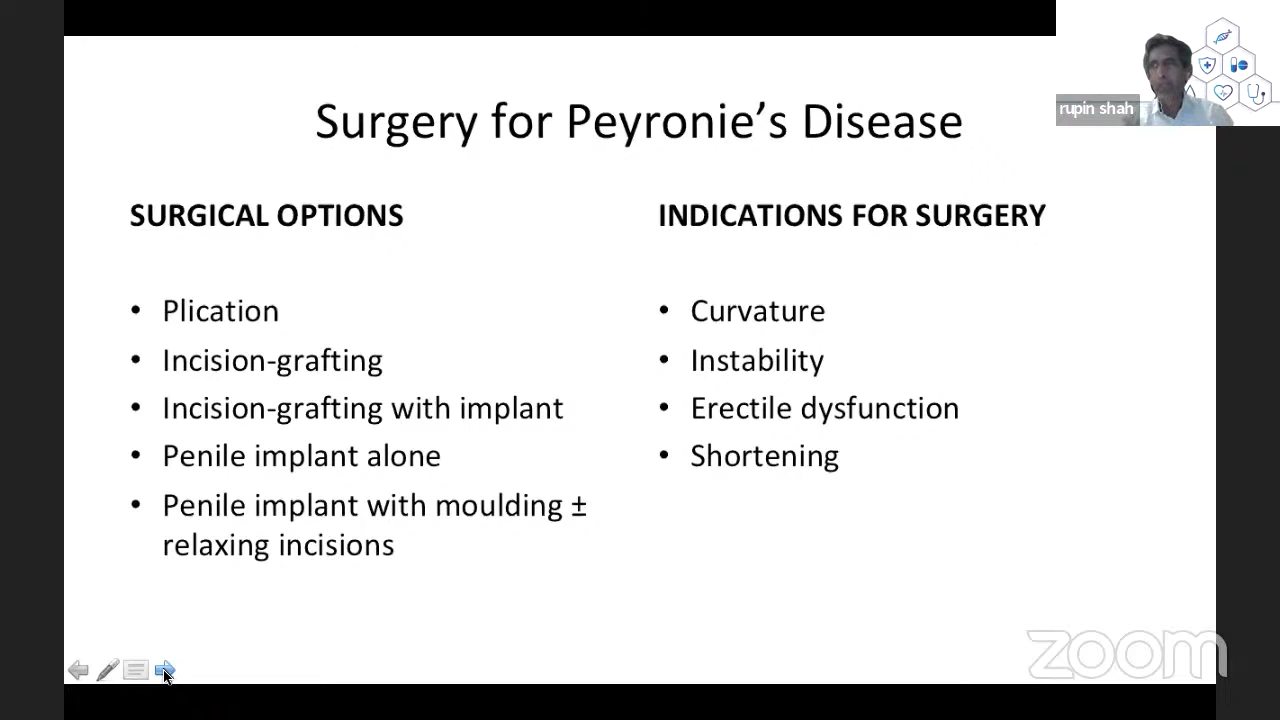 Surgery for Peyronie’s Disease
rupin shah
SURGICAL OPTIONS
• Plication
• Incision-grafting
• Incision-grafting with implant
• Penile implant alone
• Penile implant with moulding ±
relaxing incisions
INDICATIONS FOR SURGERY
• Curvature
• Instability
• Erectile dysfunction
• Shortening
zoom